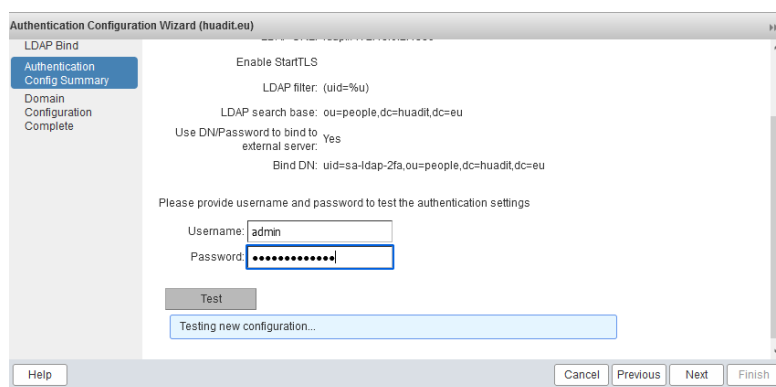 Authentication Configuration Wizard (huadit.eu)
LDAP Bind
Authentication
Config Summary
Domain
Configuration
Complete
Enable StartTLS
LDAP filter: (uid=%u)
LDAP search base: ou=people,dc=huadit,dc=eu
Use DN/Password to bind to
external server: Yes
Bind DN: uid=sa-ldap-2fa,ou=people,dc=huadit,dc=eu
Please provide username and password to test the authentication settings
Username: admin
Password: •••••••••••••
Test
Testing new configuration...
Help
Cancel
Previous
Next
Finish